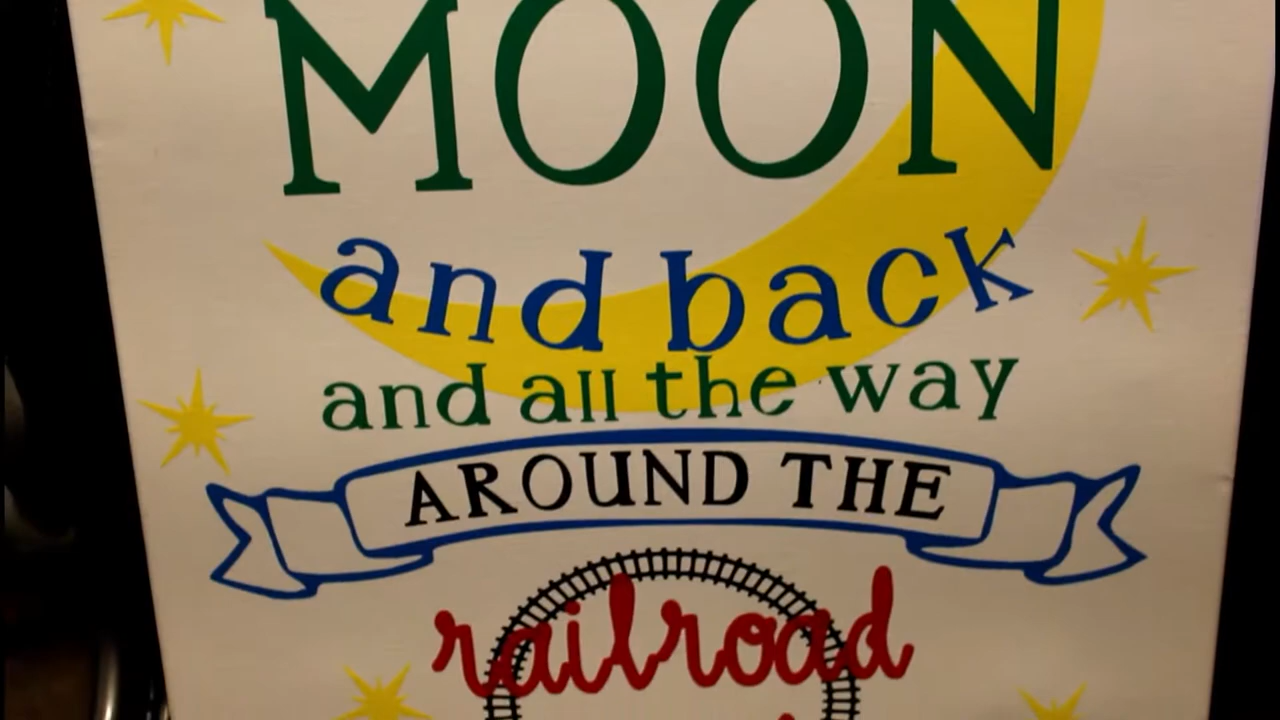 MOON
and back
and all the way
AROUND THE
railroad